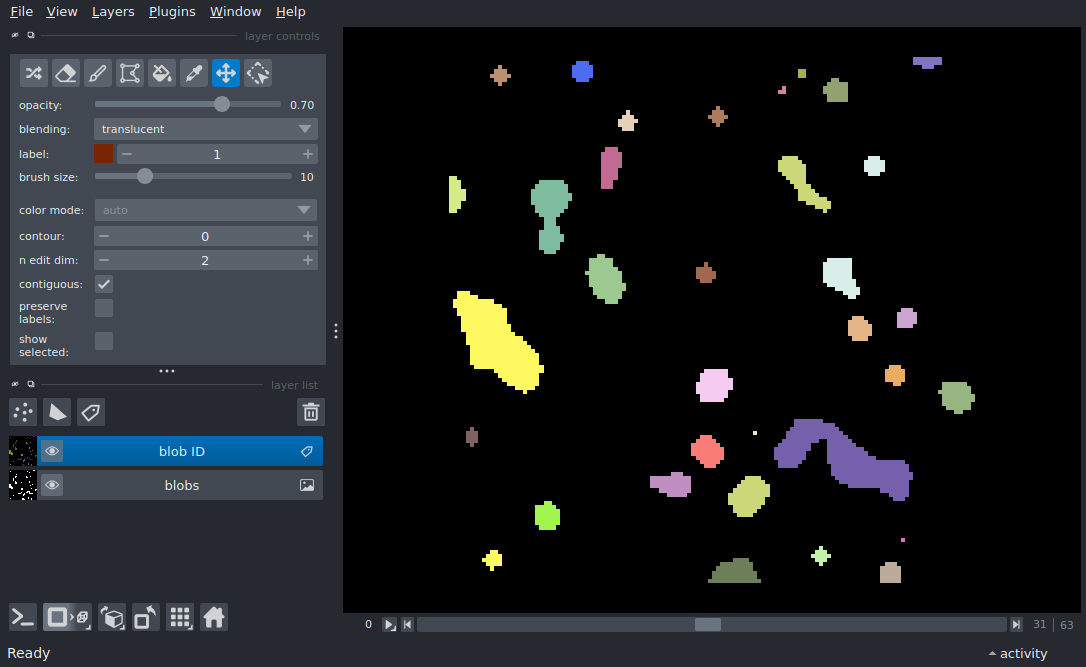 File View Layers Plugins Window Help
layer controls
opacity: 0.70
blending: translucent
label: 1
brush size: 10
color mode: auto
contour: 0
n edit dim: 2
contiguous:
preserve
labels:
show
selected:
layer list
blob ID
blobs
0 31 63
Ready activity